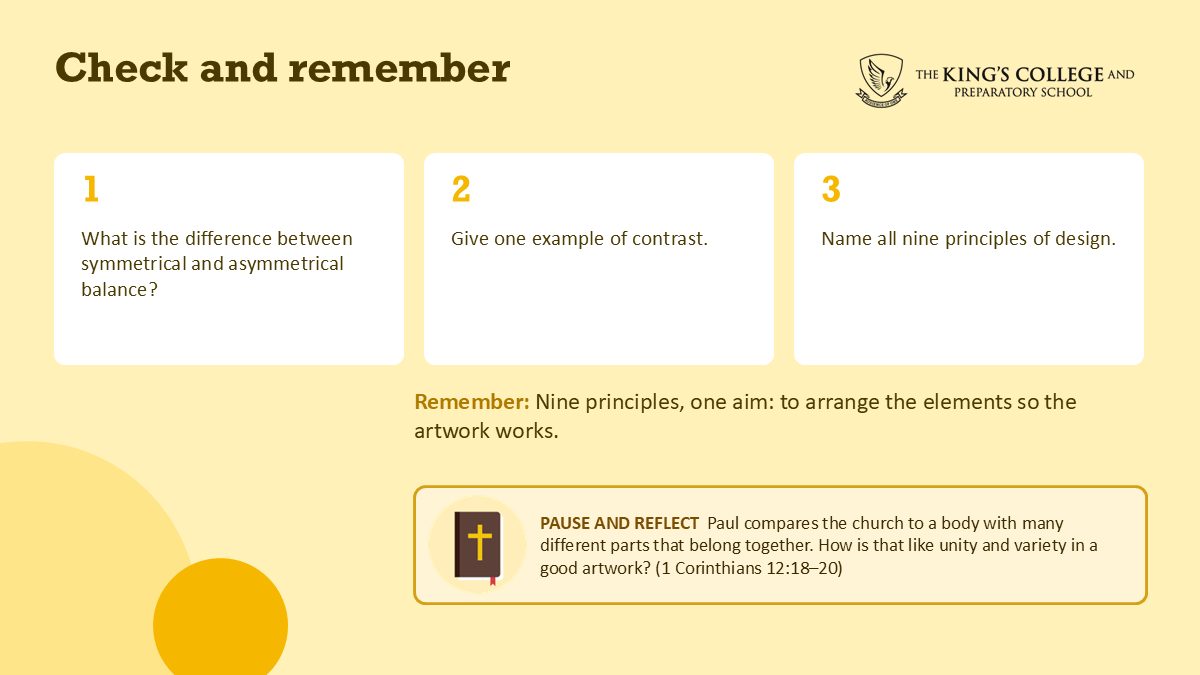 Check and remember
THE KING'S COLLEGE AND
PREPARATORY SCHOOL
1
What is the difference between
symmetrical and asymmetrical
balance?
2
Give one example of contrast.
3
Name all nine principles of design.
Remember: Nine principles, one aim: to arrange the elements so the
artwork works.
PAUSE AND REFLECT Paul compares the church to a body with many
different parts that belong together. How is that like unity and variety in a
good artwork? (1 Corinthians 12:18–20)